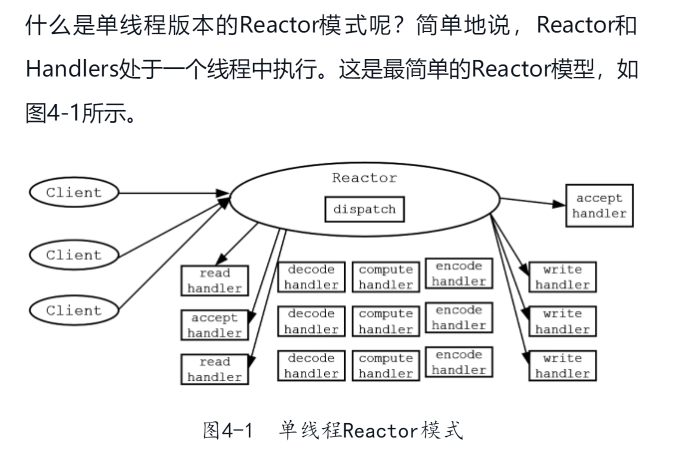 什么是单线程版本的Reactor模式呢？简单地说，Reactor和
Handlers处于一个线程中执行。这是最简单的Reactor模型，如
图4-1所示。
Client
Client
Client
Reactor
dispatch
accept
handler
read
handler
decode
handler
compute
handler
encode
handler
write
handler
accept
handler
decode
handler
compute
handler
encode
handler
write
handler
read
handler
decode
handler
compute
handler
encode
handler
write
handler
图4-1 单线程Reactor模式